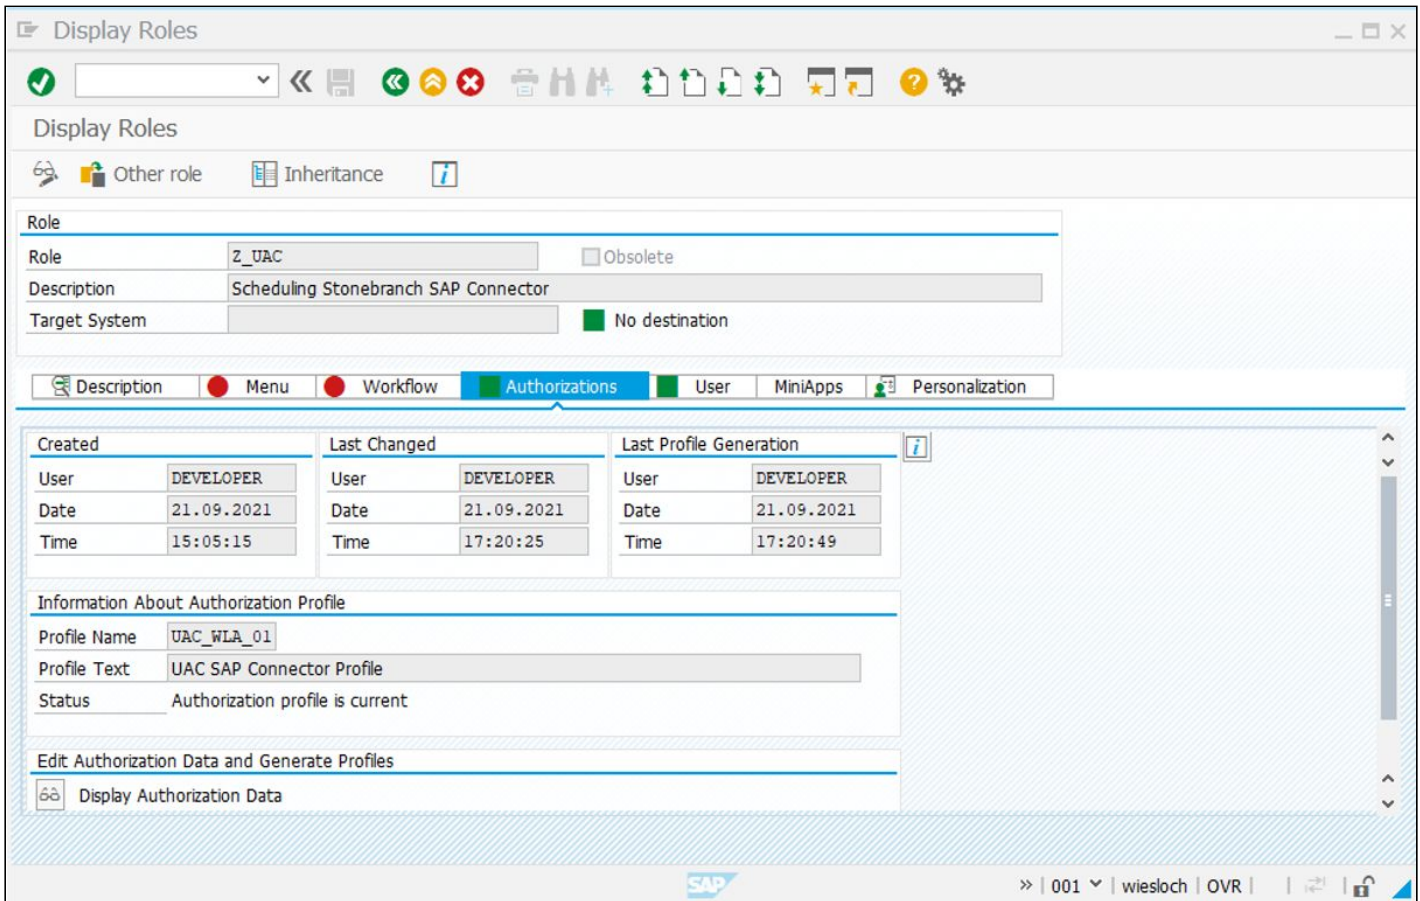 Display Roles
Display Roles
Other role Inheritance i
Role
Role Z_UAC Obsolete
Description Scheduling Stonebranch SAP Connector
Target System No destination
Description Menu Workflow Authorizations User MiniApps Personalization
Created Last Changed Last Profile Generation i
User DEVELOPER User DEVELOPER User DEVELOPER
Date 21.09.2021 Date 21.09.2021 Date 21.09.2021
Time 15:05:15 Time 17:20:25 Time 17:20:49
Information About Authorization Profile
Profile Name UAC_WLA_01
Profile Text UAC SAP Connector Profile
Status Authorization profile is current
Edit Authorization Data and Generate Profiles
Display Authorization Data
SAP » | 001 | wiesloch | OVR |